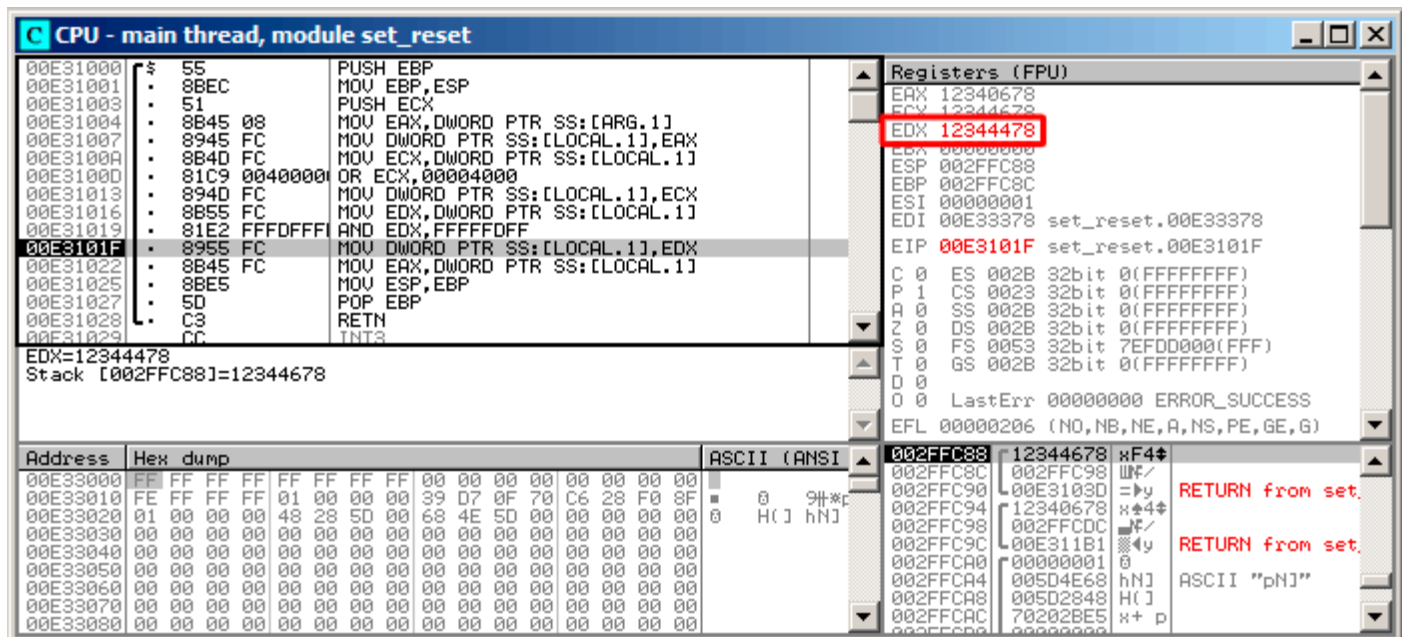 C CPU - main thread, module set_reset
00E31000 $ 55 PUSH EBP
00E31001 . 8BEC MOV EBP,ESP
00E31003 . 51 PUSH ECX
00E31004 . 8B45 08 MOV EAX,DWORD PTR SS:[ARG.1]
00E31007 . 8945 FC MOV DWORD PTR SS:[LOCAL.1],EAX
00E3100A . 8B4D FC MOV ECX,DWORD PTR SS:[LOCAL.1]
00E3100D . 81C9 00400000 OR ECX,00004000
00E31013 . 894D FC MOV DWORD PTR SS:[LOCAL.1],ECX
00E31016 . 8B55 FC MOV EDX,DWORD PTR SS:[LOCAL.1]
00E31019 . 81E2 FFFDFFFF AND EDX,FFFFFDFF
00E3101F . 8955 FC MOV DWORD PTR SS:[LOCAL.1],EDX
00E31022 . 8B45 FC MOV EAX,DWORD PTR SS:[LOCAL.1]
00E31025 . 8BE5 MOV ESP,EBP
00E31027 . 5D POP EBP
00E31028 . C3 RETN
00E31029 CC INT3
EDX=12344478
Stack [002FFC88]=12344678
Registers (FPU)
EAX 12340678
ECX 12344678
EDX 12344478
EBX 00000000
ESP 002FFC88
EBP 002FFC8C
ESI 00000001
EDI 00E33378 set_reset.00E33378
EIP 00E3101F set_reset.00E3101F
C 0 ES 002B 32bit 0(FFFFFFFF)
P 1 CS 0023 32bit 0(FFFFFFFF)
A 0 SS 002B 32bit 0(FFFFFFFF)
Z 0 DS 002B 32bit 0(FFFFFFFF)
S 0 FS 0053 32bit 7EFDD000(FFF)
T 0 GS 002B 32bit 0(FFFFFFFF)
D 0
O 0 LastErr 00000000 ERROR_SUCCESS
EFL 00000206 (NO,NB,NE,A,NS,PE,GE,G)
Address Hex dump ASCII (ANSI
00E33000 FF FF FF FF FF FF FF FF 00 00 00 00 00 00 00 00
00E33010 FE FF FF FF 01 00 00 00 39 D7 0F 70 C6 28 F0 8F
00E33020 01 00 00 00 48 28 5D 00 68 4E 5D 00 00 00 00 00 H(] hN]
00E33030 00 00 00 00 00 00 00 00 00 00 00 00 00 00 00 00
00E33040 00 00 00 00 00 00 00 00 00 00 00 00 00 00 00 00
00E33050 00 00 00 00 00 00 00 00 00 00 00 00 00 00 00 00
00E33060 00 00 00 00 00 00 00 00 00 00 00 00 00 00 00 00
00E33070 00 00 00 00 00 00 00 00 00 00 00 00 00 00 00 00
00E33080 00 00 00 00 00 00 00 00 00 00 00 00 00 00 00 00
002FFC88 12344678 xF4↕
002FFC8C 002FFC98
002FFC90 00E3103D RETURN from set_
002FFC94 12340678 x♠4↕
002FFC98 002FFCDC
002FFC9C 00E311B1 RETURN from set_
002FFCA0 00000001
002FFCA4 005D4E68 hN] ASCII "pN]"
002FFCA8 005D2848 H(]
002FFCAC 70202BE5 x+ p